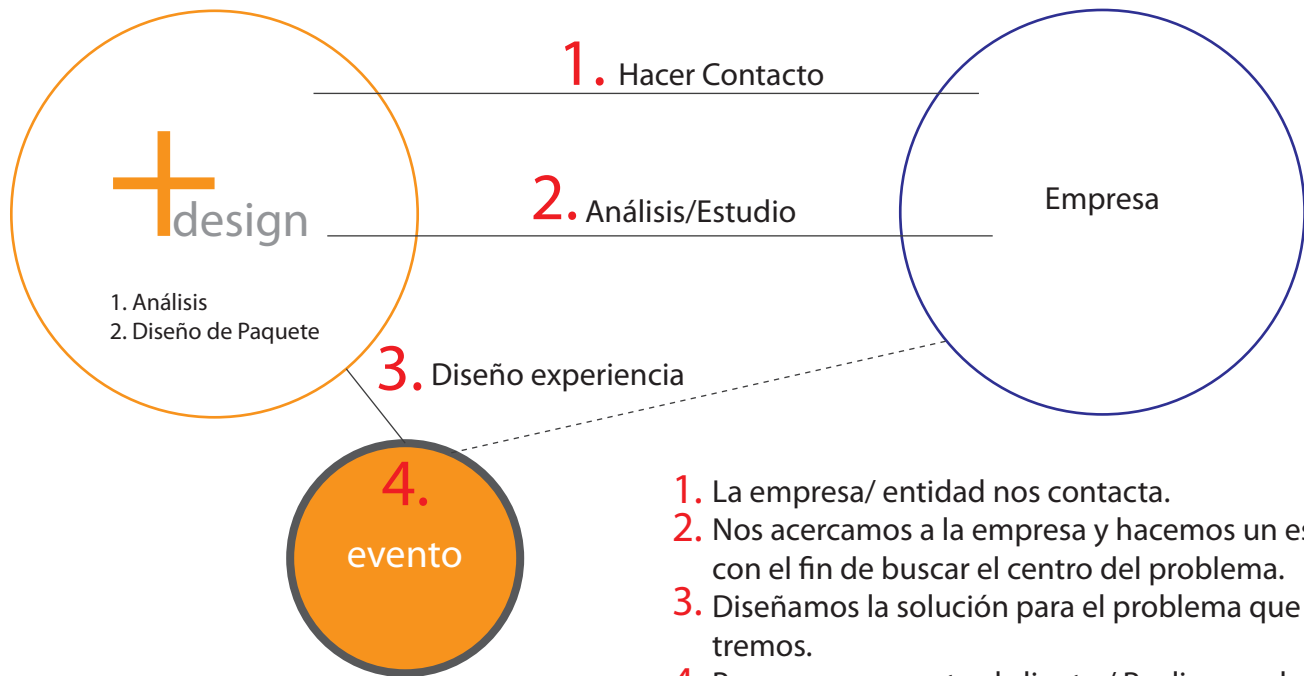 1. Hacer Contacto
design
2. Análisis/Estudio
Empresa
1. Análisis
2. Diseño de Paquete
3. Diseño experiencia
4.
evento
1. La empresa/ entidad nos contacta.
2. Nos acercamos a la empresa y hacemos un
con el fin de buscar el centro del problema.
3. Diseñamos la solución para el problema que
tremos.
4.